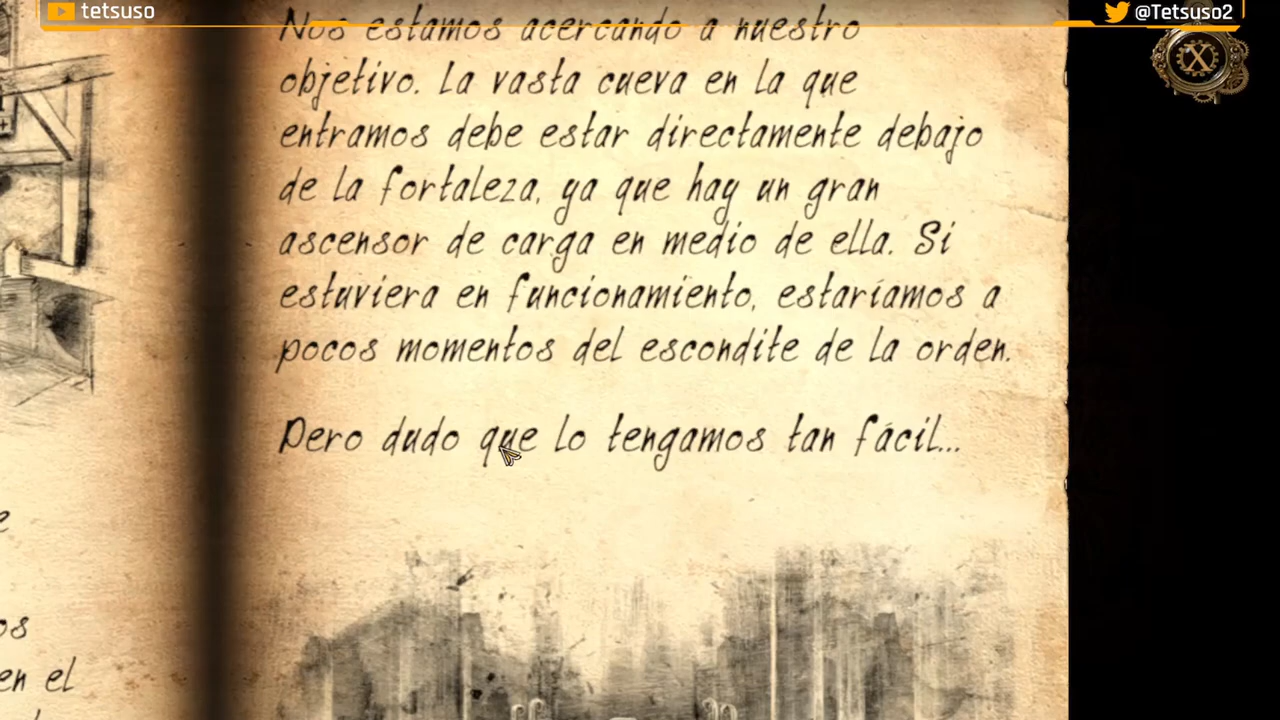 tetsuso
@Tetsuso2
Nos estamos acercando a nuestro
objetivo. La vasta cueva en la que
entramos debe estar directamente debajo
de la fortaleza, ya que hay un gran
ascensor de carga en medio de ella. Si
estuviera en funcionamiento, estaríamos a
pocos momentos del escondite de la orden.
Pero dudo que lo tengamos tan fácil...
en el